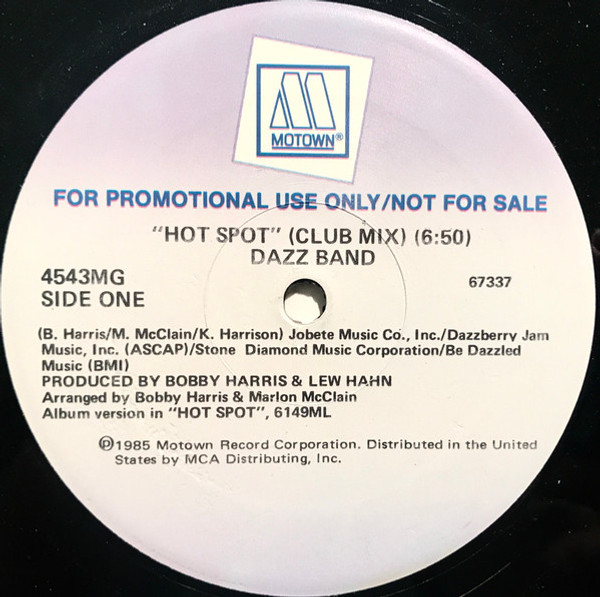 MOTOWN®
FOR PROMOTIONAL USE ONLY/NOT FOR SALE
"HOT SPOT" (CLUB MIX) (6:50)
DAZZ BAND
4543MG
SIDE ONE
67337
(B. Harris/M. McClain/K. Harrison) Jobete Music Co., Inc./Dazzberry Jam
Music, Inc. (ASCAP)/Stone Diamond Music Corporation/Be Dazzled
Music (BMI)
PRODUCED BY BOBBY HARRIS & LEW HAHN
Arranged by Bobby Harris & Marlon McClain
Album version in "HOT SPOT", 6149ML
℗1985 Motown Record Corporation. Distributed in the United
States by MCA Distributing, Inc.